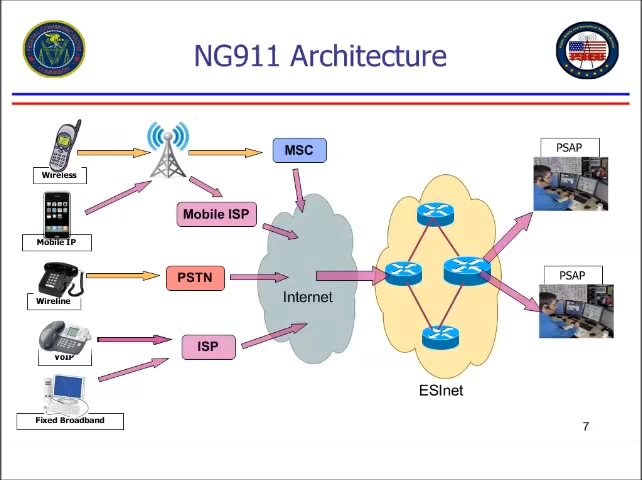 NG911 Architecture
Wireless
MSC
PSAP
Mobile ISP
Mobile IP
PSTN
Internet
PSAP
Wireline
ISP
VoIP
ESInet
Fixed Broadband
7